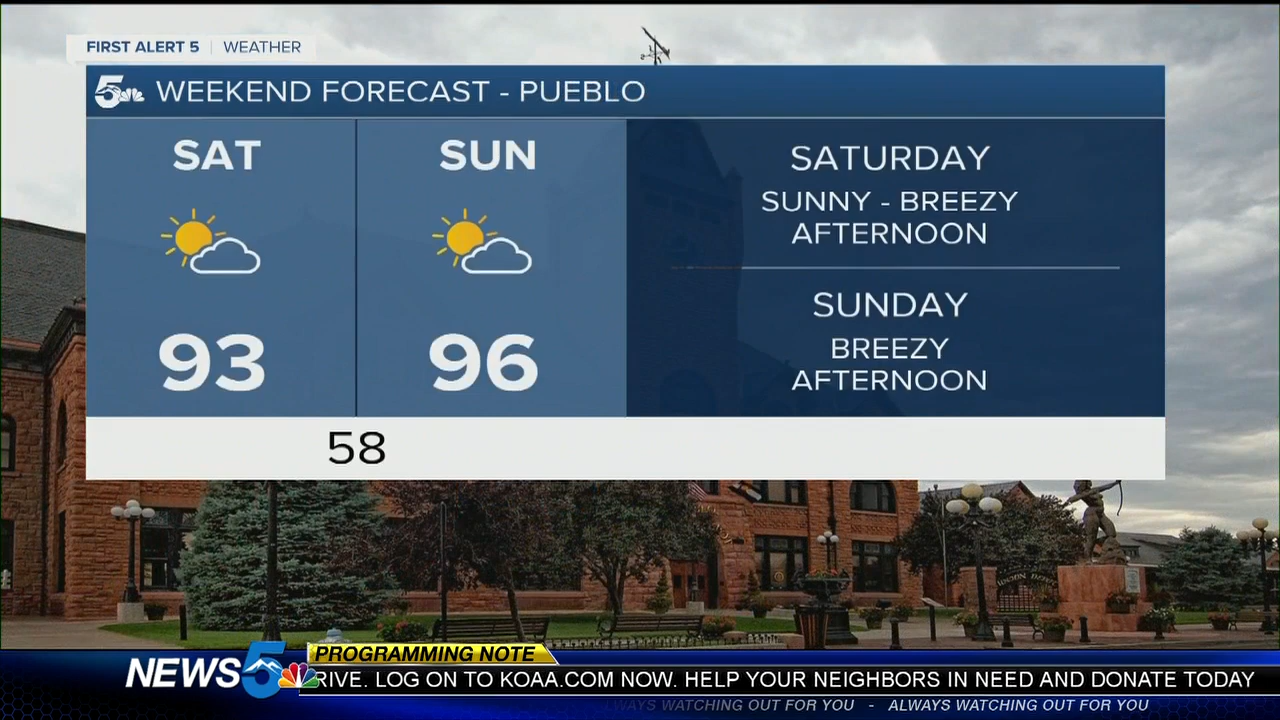 FIRST ALERT 5 | WEATHER
5 WEEKEND FORECAST - PUEBLO
SAT
93
SUN
96
58
SATURDAY
SUNNY - BREEZY
AFTERNOON
SUNDAY
BREEZY
AFTERNOON
PROGRAMMING NOTE
NEWS 5
RIVE. LOG ON TO KOAA.COM NOW. HELP YOUR NEIGHBORS IN NEED AND DONATE TODAY
LWAYS WATCHING OUT FOR YOU - ALWAYS WATCHING OUT FOR YOU